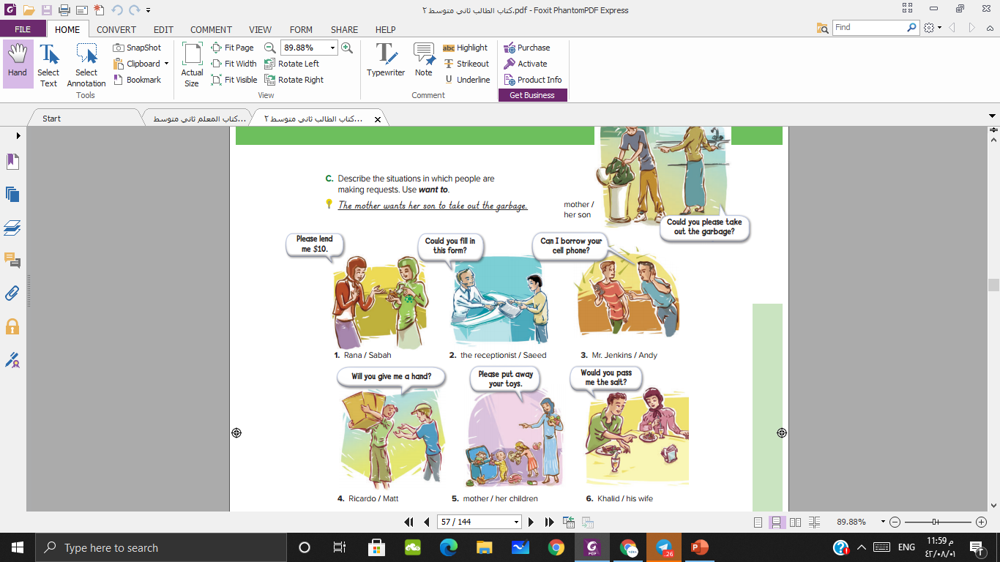 كتاب الطالب ثاني متوسط ٢.pdf - Foxit PhantomPDF Express
FILE HOME CONVERT EDIT COMMENT VIEW FORM SHARE HELP
Find
Hand
Select Text
Select Annotation
SnapShot
Clipboard
Bookmark
Tools
Actual Size
Fit Page
Fit Width
Fit Visible
89.88%
Rotate Left
Rotate Right
View
Typewriter
Note
Highlight
Strikeout
Underline
Comment
Purchase
Activate
Product Info
Get Business
Start
كتاب المعلم ثاني متوسط...
كتاب الطالب ثاني متوسط ٢...
C. Describe the situations in which people are
making requests. Use want to.
The mother wants her son to take out the garbage.
mother /
her son
Could you please take
out the garbage?
Please lend
me $10.
Could you fill in
this form?
Can I borrow your
cell phone?
1. Rana / Sabah
2. the receptionist / Saeed
3. Mr. Jenkins / Andy
Will you give me a hand?
Please put away
your toys.
Would you pass
me the salt?
4. Ricardo / Matt
5. mother / her children
6. Khalid / his wife
57 / 144
89.88%
Type here to search
PDF
26
ENG
١١:٥٩ م
٤٢/٠٨/٠١